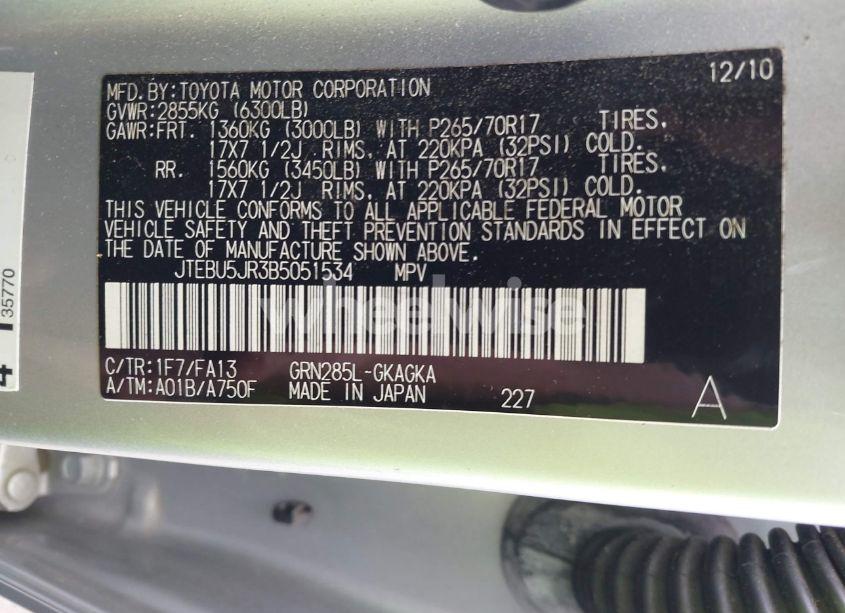 MFD. BY: TOYOTA MOTOR CORPORATION 12/10
GVWR: 2855KG (6300LB)
GAWR: FRT. 1360KG (3000LB) WITH P265/70R17 TIRES,
17X7 1/2J RIMS, AT 220KPA (32PSI) COLD.
RR. 1560KG (3450LB) WITH P265/70R17 TIRES,
17X7 1/2J RIMS, AT 220KPA (32PSI) COLD.
THIS VEHICLE CONFORMS TO ALL APPLICABLE FEDERAL MOTOR
VEHICLE SAFETY AND THEFT PREVENTION STANDARDS IN EFFECT ON
THE DATE OF MANUFACTURE SHOWN ABOVE.
JTEBU5JR3B5051534 MPV
wheelwise
C/TR: 1F7/FA13 GRN285L-GKAGKA
A/TM: A01B/A750F MADE IN JAPAN 227 A
35770
4